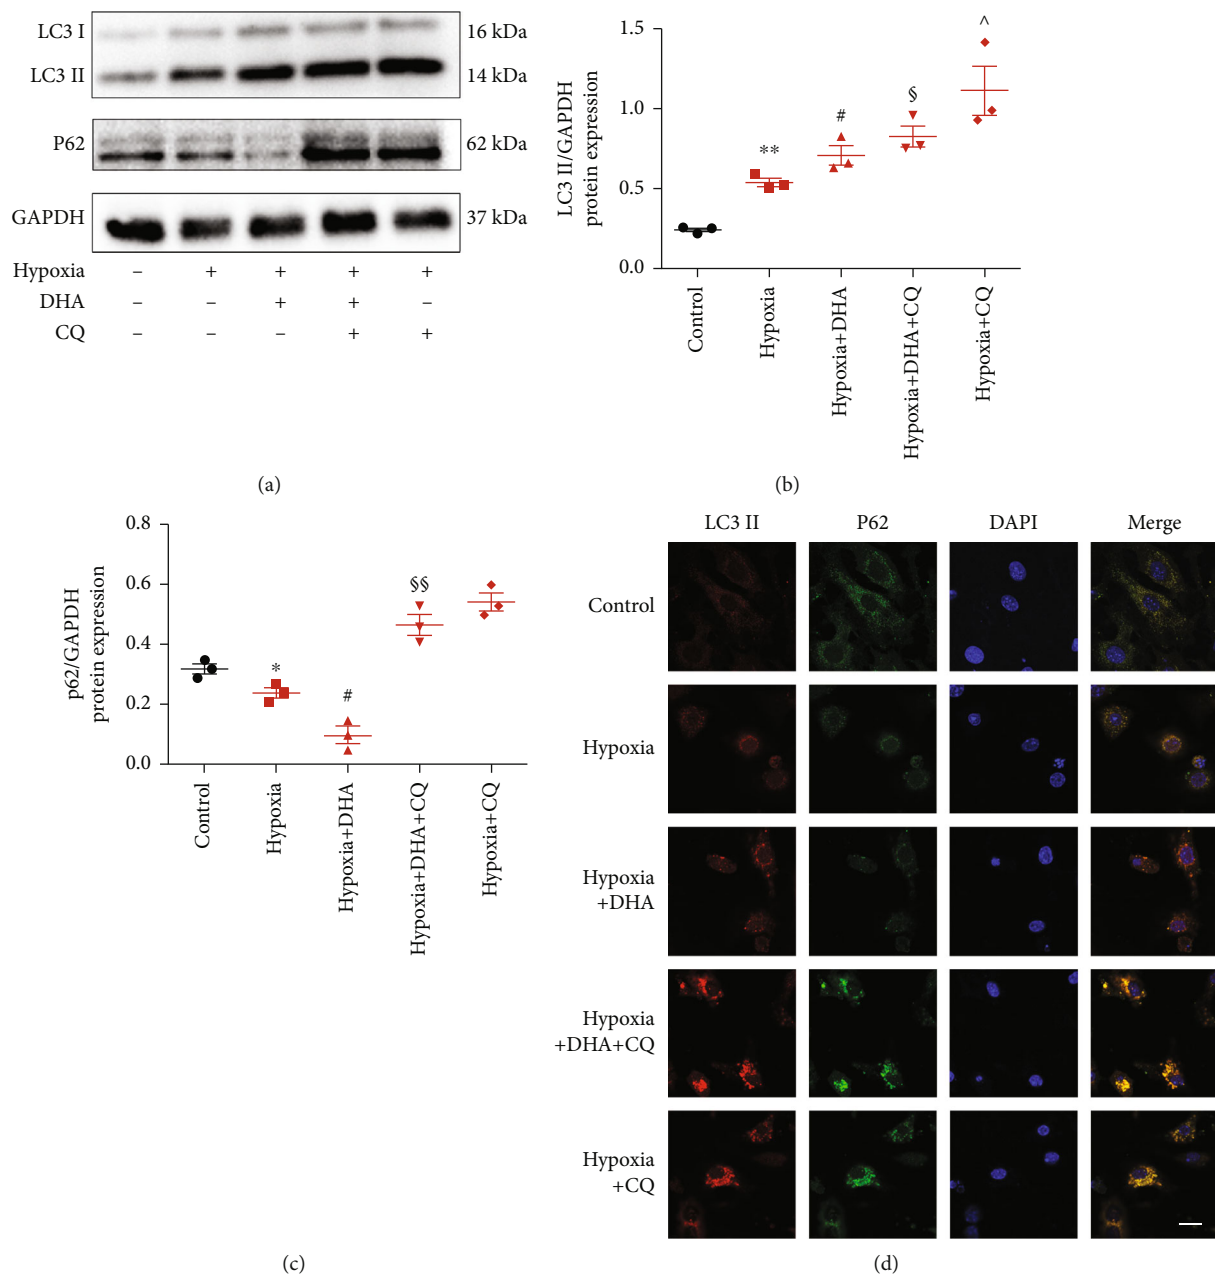 LC3 I 16 kDa
LC3 II 14 kDa
P62 62 kDa
GAPDH 37 kDa
Hypoxia – + + + +
DHA – – + + –
CQ – – – + +
(a)
LC3 II/GAPDH
protein expression
1.5
1.0
0.5
0.0
**
#
§
^
Control
Hypoxia
Hypoxia+DHA
Hypoxia+DHA+CQ
Hypoxia+CQ
(b)
p62/GAPDH
protein expression
0.8
0.6
0.4
0.2
0.0
*
#
§§
Control
Hypoxia
Hypoxia+DHA
Hypoxia+DHA+CQ
Hypoxia+CQ
(c)
LC3 II P62 DAPI Merge
Control
Hypoxia
Hypoxia
+DHA
Hypoxia
+DHA+CQ
Hypoxia
+CQ
(d)